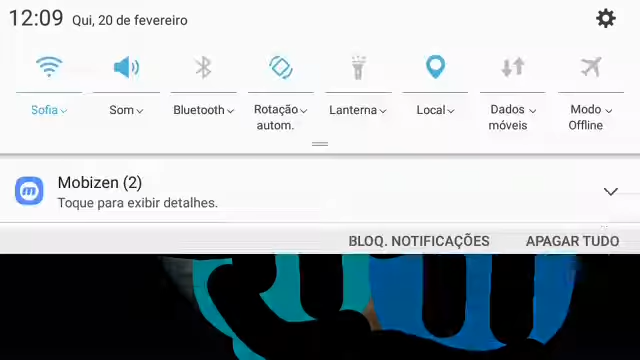 12:09 Qui, 20 de fevereiro
Sofia Som Bluetooth Rotação autom. Lanterna Local Dados móveis Modo Offline
Mobizen (2)
Toque para exibir detalhes.
BLOQ. NOTIFICAÇÕES APAGAR TUDO